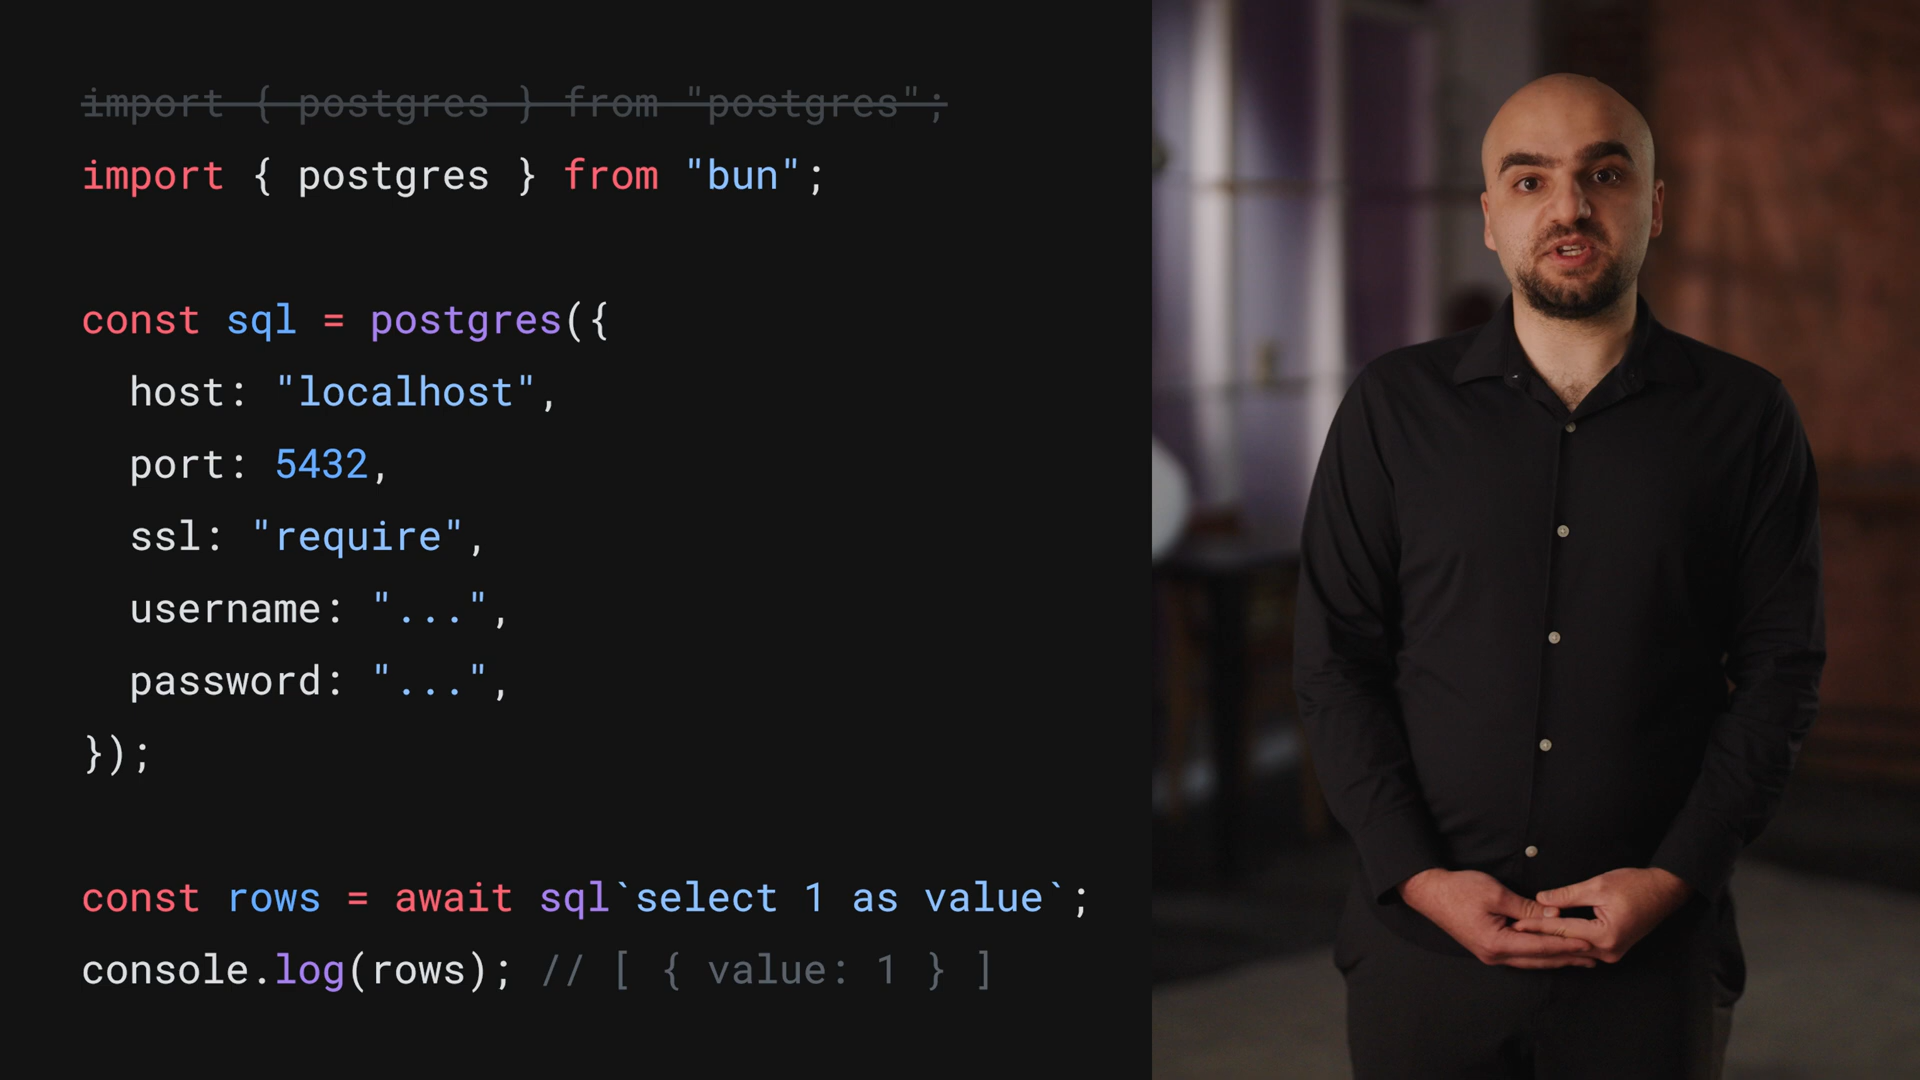 import { postgres } from "postgres";
import { postgres } from "bun";
const sql = postgres({
  host: "localhost",
  port: 5432,
  ssl: "require",
  username: "...",
  password: "...",
});
const rows = await sql`select 1 as value`;
console.log(rows); // [ { value: 1 } ]